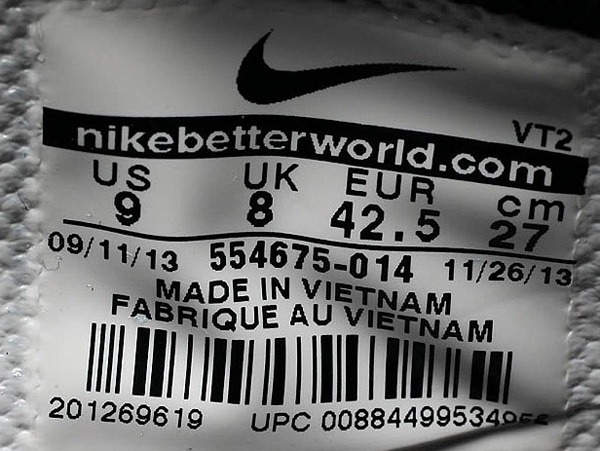 VT2
nikebetterworld.com
US UK EUR cm
9 8 42.5 27
09/11/13 554675-014 11/26/13
MADE IN VIETNAM
FABRIQUE AU VIETNAM
201269619 UPC